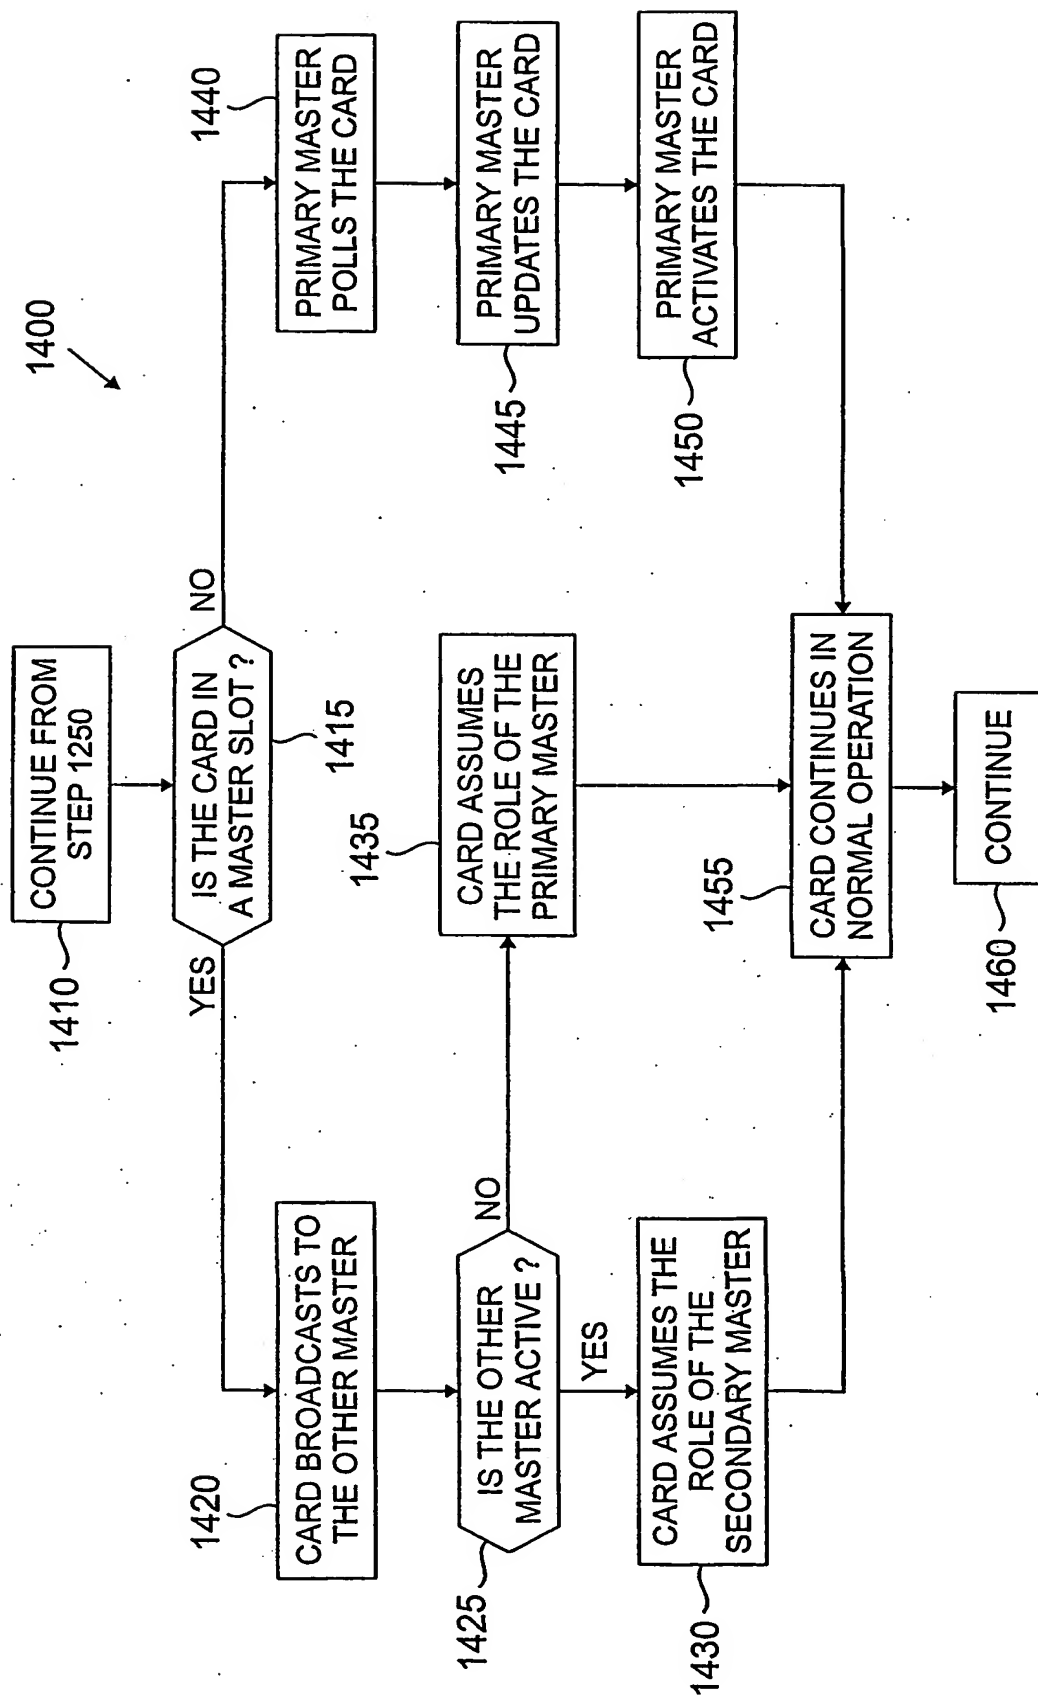 1400
CONTINUE FROM
STEP 1250
1410
IS THE CARD IN
A MASTER SLOT ?
1415
YES
NO
CARD BROADCASTS TO
THE OTHER MASTER
1420
IS THE OTHER
MASTER ACTIVE ?
1425
NO
YES
CARD ASSUMES THE
ROLE OF THE
SECONDARY MASTER
1430
CARD ASSUMES
THE ROLE OF THE
PRIMARY MASTER
1435
PRIMARY MASTER
POLLS THE CARD
1440
PRIMARY MASTER
UPDATES THE CARD
1445
PRIMARY MASTER
ACTIVATES THE CARD
1450
CARD CONTINUES IN
NORMAL OPERATION
1455
CONTINUE
1460